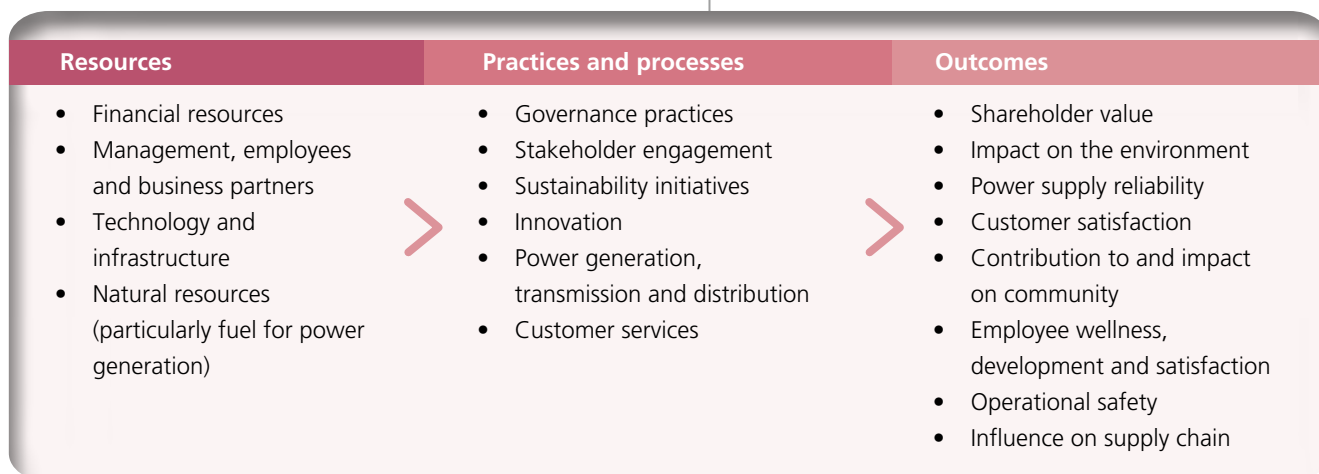 Resources
• Financial resources
• Management, employees
and business partners
• Technology and
infrastructure
• Natural resources
(particularly fuel for power
generation)
Practices and processes
• Governance practices
• Stakeholder engagement
• Sustainability initiatives
• Innovation
• Power generation,
transmission and distribution
• Customer services
Outcomes
• Shareholder value
• Impact on the environment
• Power supply reliability
• Customer satisfaction
• Contribution to and impact
on community
• Employee wellness,
development and satisfaction
• Operational safety
• Influence on supply chain